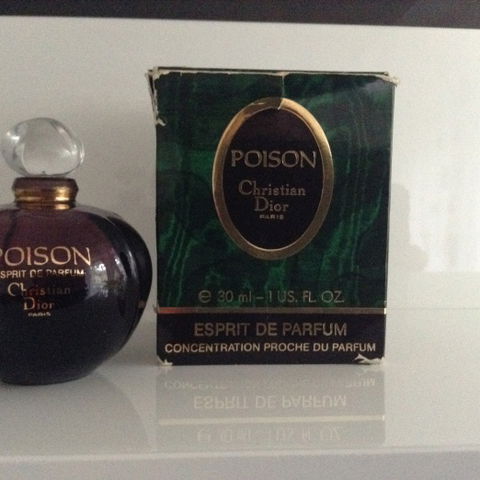 POISON
ESPRIT DE PARFUM
Christian
Dior
PARIS
POISON
Christian
Dior
PARIS
℮ 30 ml – 1 US. FL. OZ.
ESPRIT DE PARFUM
CONCENTRATION PROCHE DU PARFUM